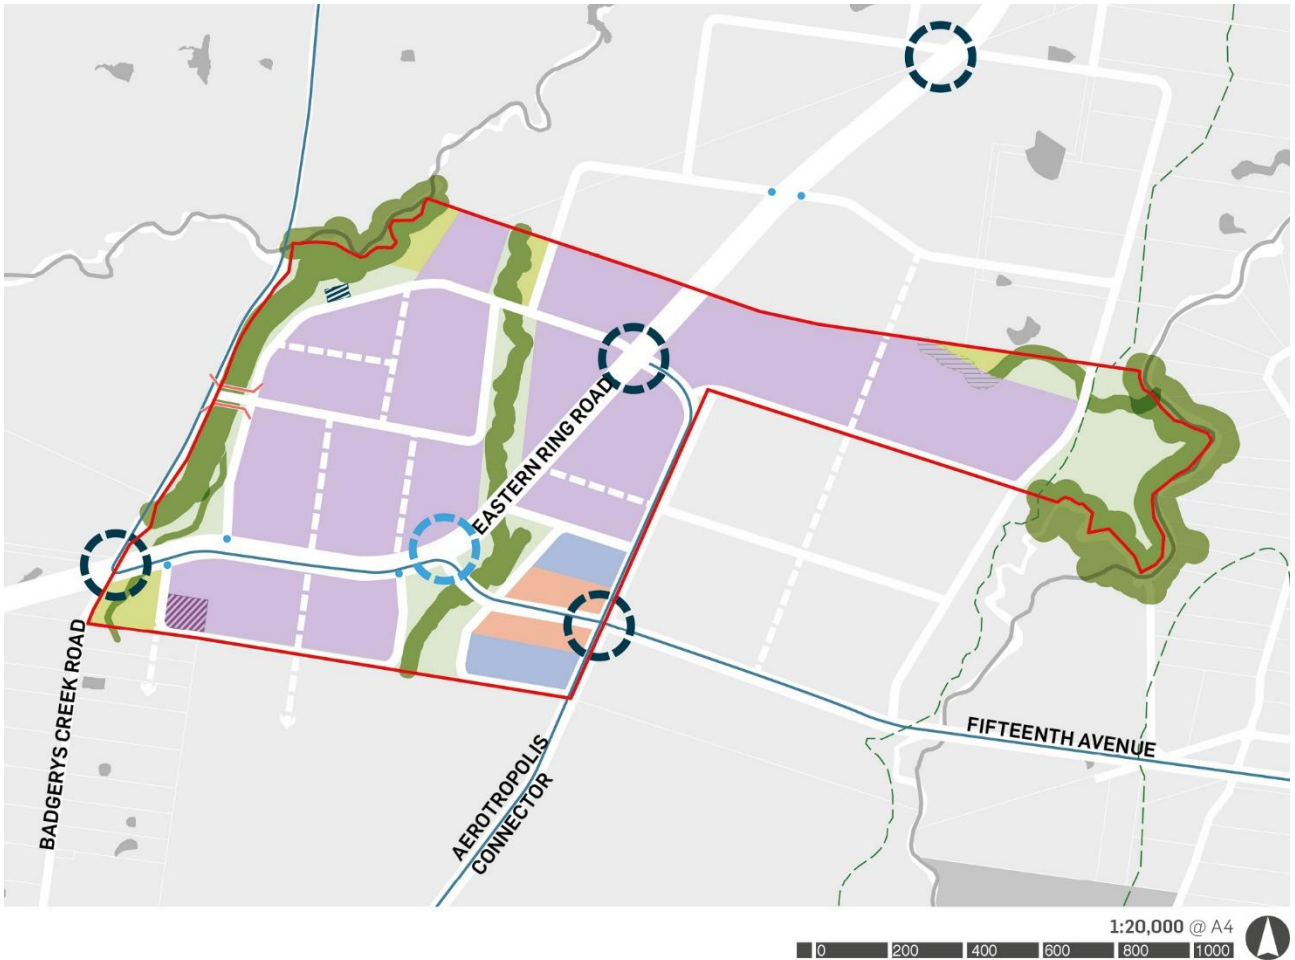 EASTERN RING ROAD
BADGERYS CREEK ROAD
AEROTROPOLIS
CONNECTOR
FIFTEENTH AVENUE
1:20,000 @ A4
0 200 400 600 800 1000